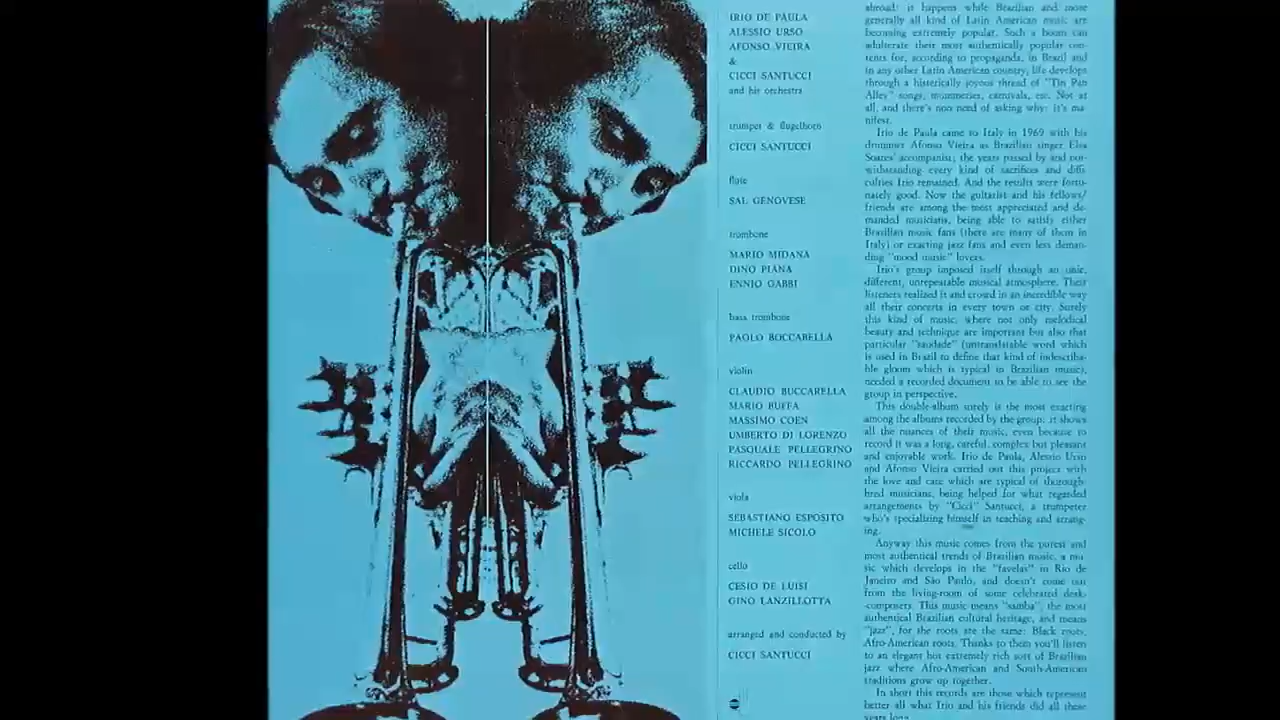 IRIO DE PAULA
ALESSIO URSO
AFONSO VIEIRA
&
CICCI SANTUCCI
and his orchestra
trumpet & flugelhorn
CICCI SANTUCCI
flute
SAL GENOVESE
trombone
MARIO MIDANA
DINO PIANA
ENNIO GABBI
bass trombone
PAOLO BOCCARELLA
violin
CLAUDIO BUCCARELLA
MARIO BUFFA
MASSIMO COEN
UMBERTO DI LORENZO
PASQUALE PELLEGRINO
RICCARDO PELLEGRINO
viola
SEBASTIANO ESPOSITO
MICHELE SICOLO
cello
CESIO DE LUISI
GINO LANZILLOTTA
arranged and conducted by
CICCI SANTUCCI
abroad: it happens while Brazilian and more
generally all kind of Latin American music are
becoming extremely popular. Such a boom can
adulterate their most authentically popular con-
tents for, according to propaganda, in Brazil and
in any other Latin American country, life develops
through a histerically joyous thread of "Tin Pan
Alley" songs, mommeries, carnivals, etc. Not at
all, and there's non need of asking why: it's ma-
nifest.
Irio de Paula came to Italy in 1969 with his
drummer Afonso Vieira as Brazilian singer Elsa
Soares' accompanist; the years passed by and not-
withstanding every kind of sacrifices and diffi-
culties Irio remained. And the results were fortu-
nately good. Now the guitarist and his fellows/
friends are among the most appreciated and de-
manded musicians, being able to satisfy either
Brazilian music fans (there are many of them in
Italy) or exacting jazz fans and even less deman-
ding "mood music" lovers.
Irio's group imposed itself through an unic,
different, unrepeatable musical atmosphere. Their
listeners realized it and crowd in an incredible way
all their concerts in every town or city. Surely
this kind of music, where not only melodical
beauty and technique are important but also that
particular "saudade" (untranslatable word which
is used in Brazil to define that kind of indescriba-
ble gloom which is typical in Brazilian music),
needed a recorded document to be able to see the
group in perspective.
This double-album surely is the most exacting
among the albums recorded by the group: it shows
all the nuances of their music, even because to
record it was a long, careful, complex but pleasant
and enjoyable work. Irio de Paula, Alessio Urso
and Afonso Vieira carried out this project with
the love and care which are typical of thorough-
bred musicians, being helped for what regarded
arrangements by "Cicci" Santucci, a trumpeter
who's specializing himself in teaching and arrang-
ing.
Anyway this music comes from the purest and
most authentical trends of Brazilian music, a mu-
sic which develops in the "favelas" in Rio de
Janeiro and São Paulo, and doesn't come out
from the living-room of some celebrated desk-
-composers. This music means "samba", the most
authentical Brazilian cultural heritage, and means
"jazz", for the roots are the same: Black roots,
Afro-American roots. Thanks to them you'll listen
to an elegant but extremely rich sort of Brazilian
jazz where Afro-American and South-American
traditions grow up together.
In short this records are those which represent
better all what Irio and his friends did all these
years long.